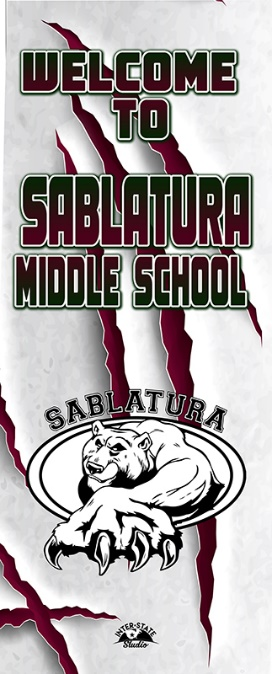 WELCOME
TO
SABLATURA
MIDDLE SCHOOL
SABLATURA
INTER-STATE
Studio